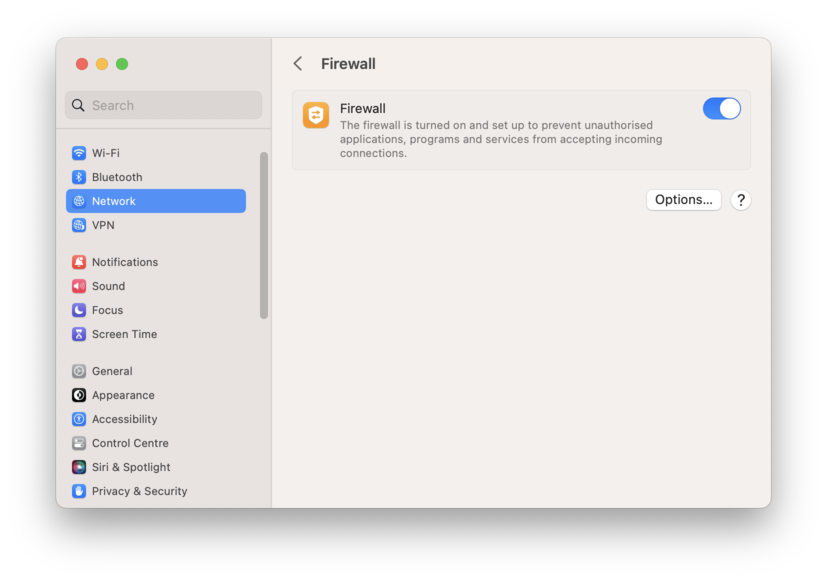 Firewall
Search
Wi-Fi
Bluetooth
Network
VPN
Notifications
Sound
Focus
Screen Time
General
Appearance
Accessibility
Control Centre
Siri & Spotlight
Privacy & Security
Firewall
The firewall is turned on and set up to prevent unauthorised
applications, programs and services from accepting incoming
connections.
Options...
?